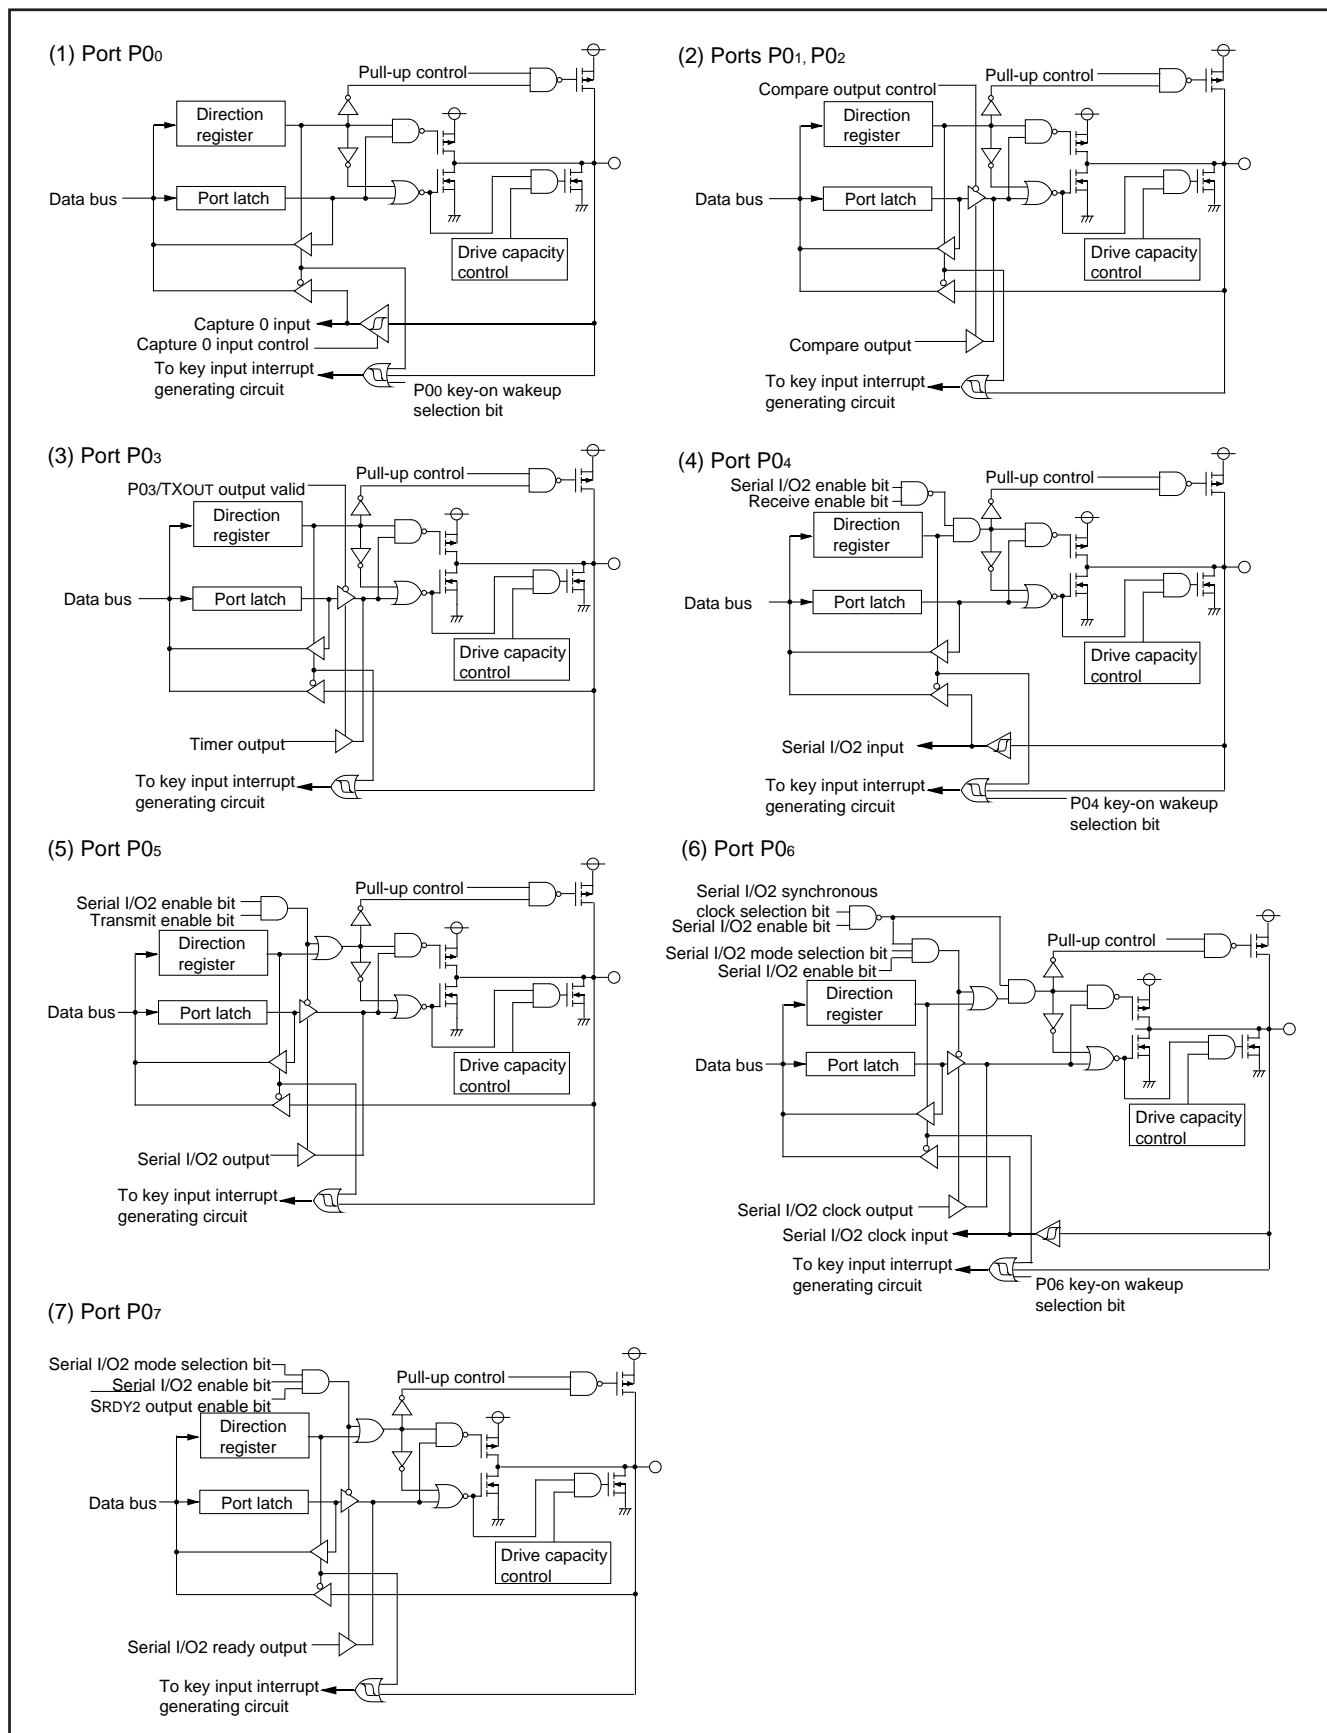 (1) Port P00
Pull-up control
Direction
register
Data bus
Port latch
Drive capacity
control
Capture 0 input
Capture 0 input control
To key input interrupt
generating circuit
P00 key-on wakeup
selection bit
(2) Ports P01, P02
Pull-up control
Compare output control
Direction
register
Data bus
Port latch
Drive capacity
control
Compare output
To key input interrupt
generating circuit
(3) Port P03
Pull-up control
P03/TXOUT output valid
Direction
register
Data bus
Port latch
Drive capacity
control
Timer output
To key input interrupt
generating circuit
(4) Port P04
Pull-up control
Serial I/O2 enable bit
Receive enable bit
Direction
register
Data bus
Port latch
Drive capacity
control
Serial I/O2 input
To key input interrupt
generating circuit
P04 key-on wakeup
selection bit
(5) Port P05
Pull-up control
Serial I/O2 enable bit
Transmit enable bit
Direction
register
Data bus
Port latch
Drive capacity
control
Serial I/O2 output
To key input interrupt
generating circuit
(6) Port P06
Serial I/O2 synchronous
clock selection bit
Serial I/O2 enable bit
Pull-up control
Serial I/O2 mode selection bit
Serial I/O2 enable bit
Direction
register
Data bus
Port latch
Drive capacity
control
Serial I/O2 clock output
Serial I/O2 clock input
To key input interrupt
generating circuit
P06 key-on wakeup
selection bit
(7) Port P07
Serial I/O2 mode selection bit
Serial I/O2 enable bit
SRDY2 output enable bit
Pull-up control
Direction
register
Data bus
Port latch
Drive capacity
control
Serial I/O2 ready output
To key input interrupt
generating circuit